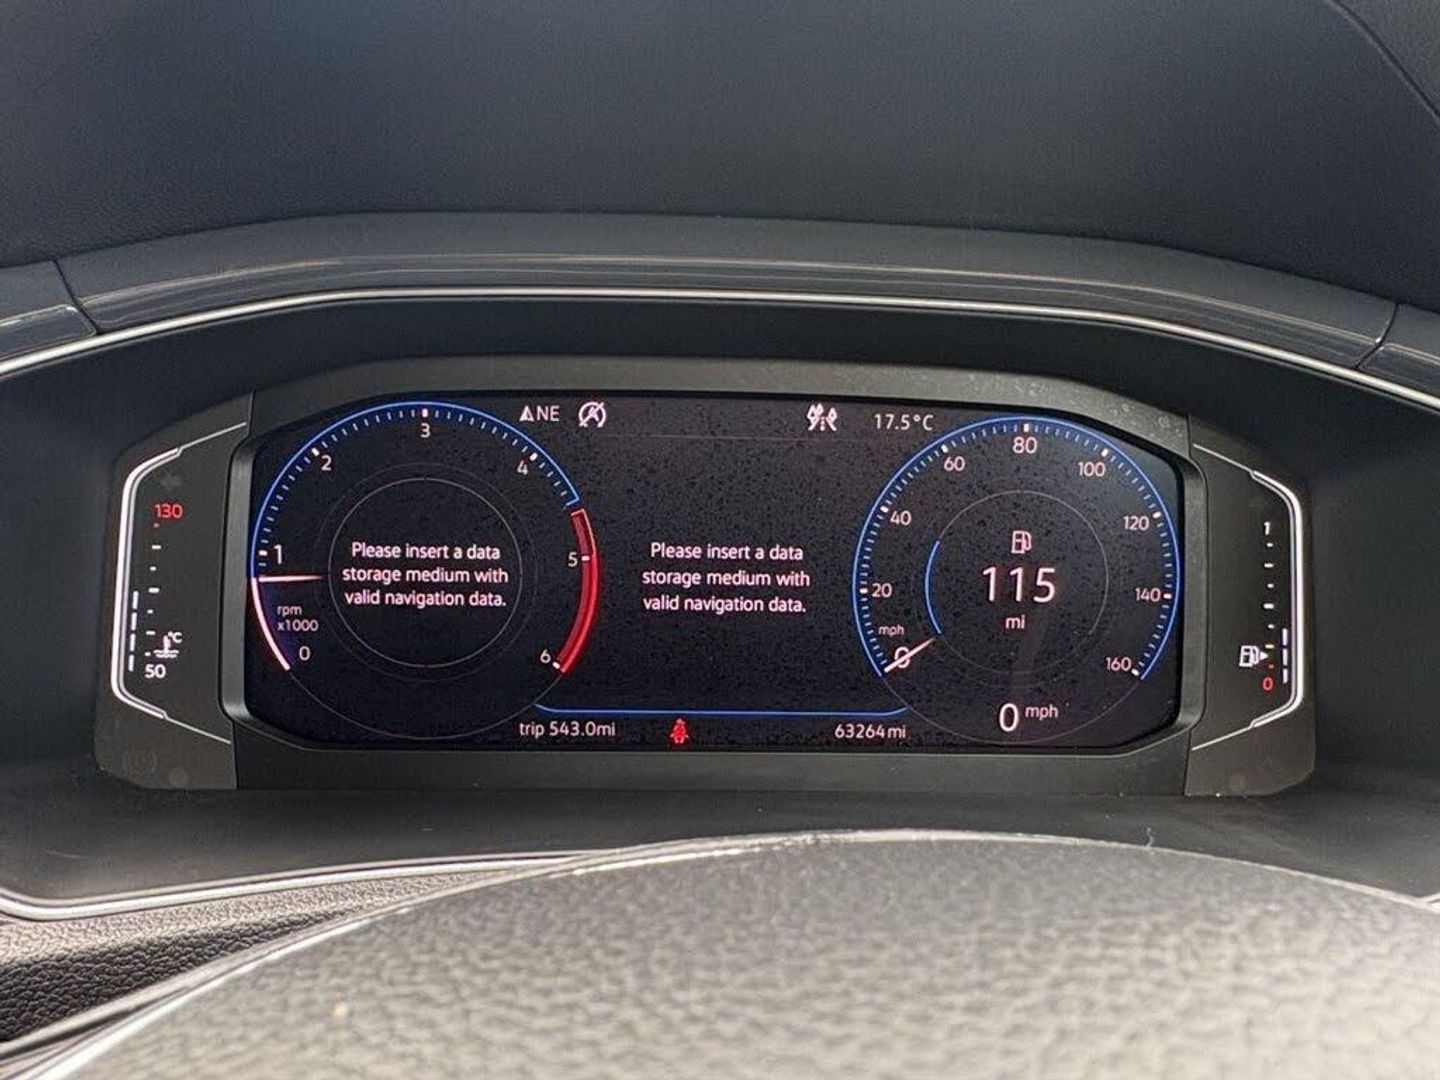 NE
17.5°C
3
2
4
1
5
6
0
rpm
x1000
Please insert a data
storage medium with
valid navigation data.
Please insert a data
storage medium with
valid navigation data.
80
60
100
40
120
20
140
mph
0
160
115
mi
0 mph
130
°C
50
1
0
trip 543.0mi
63264mi